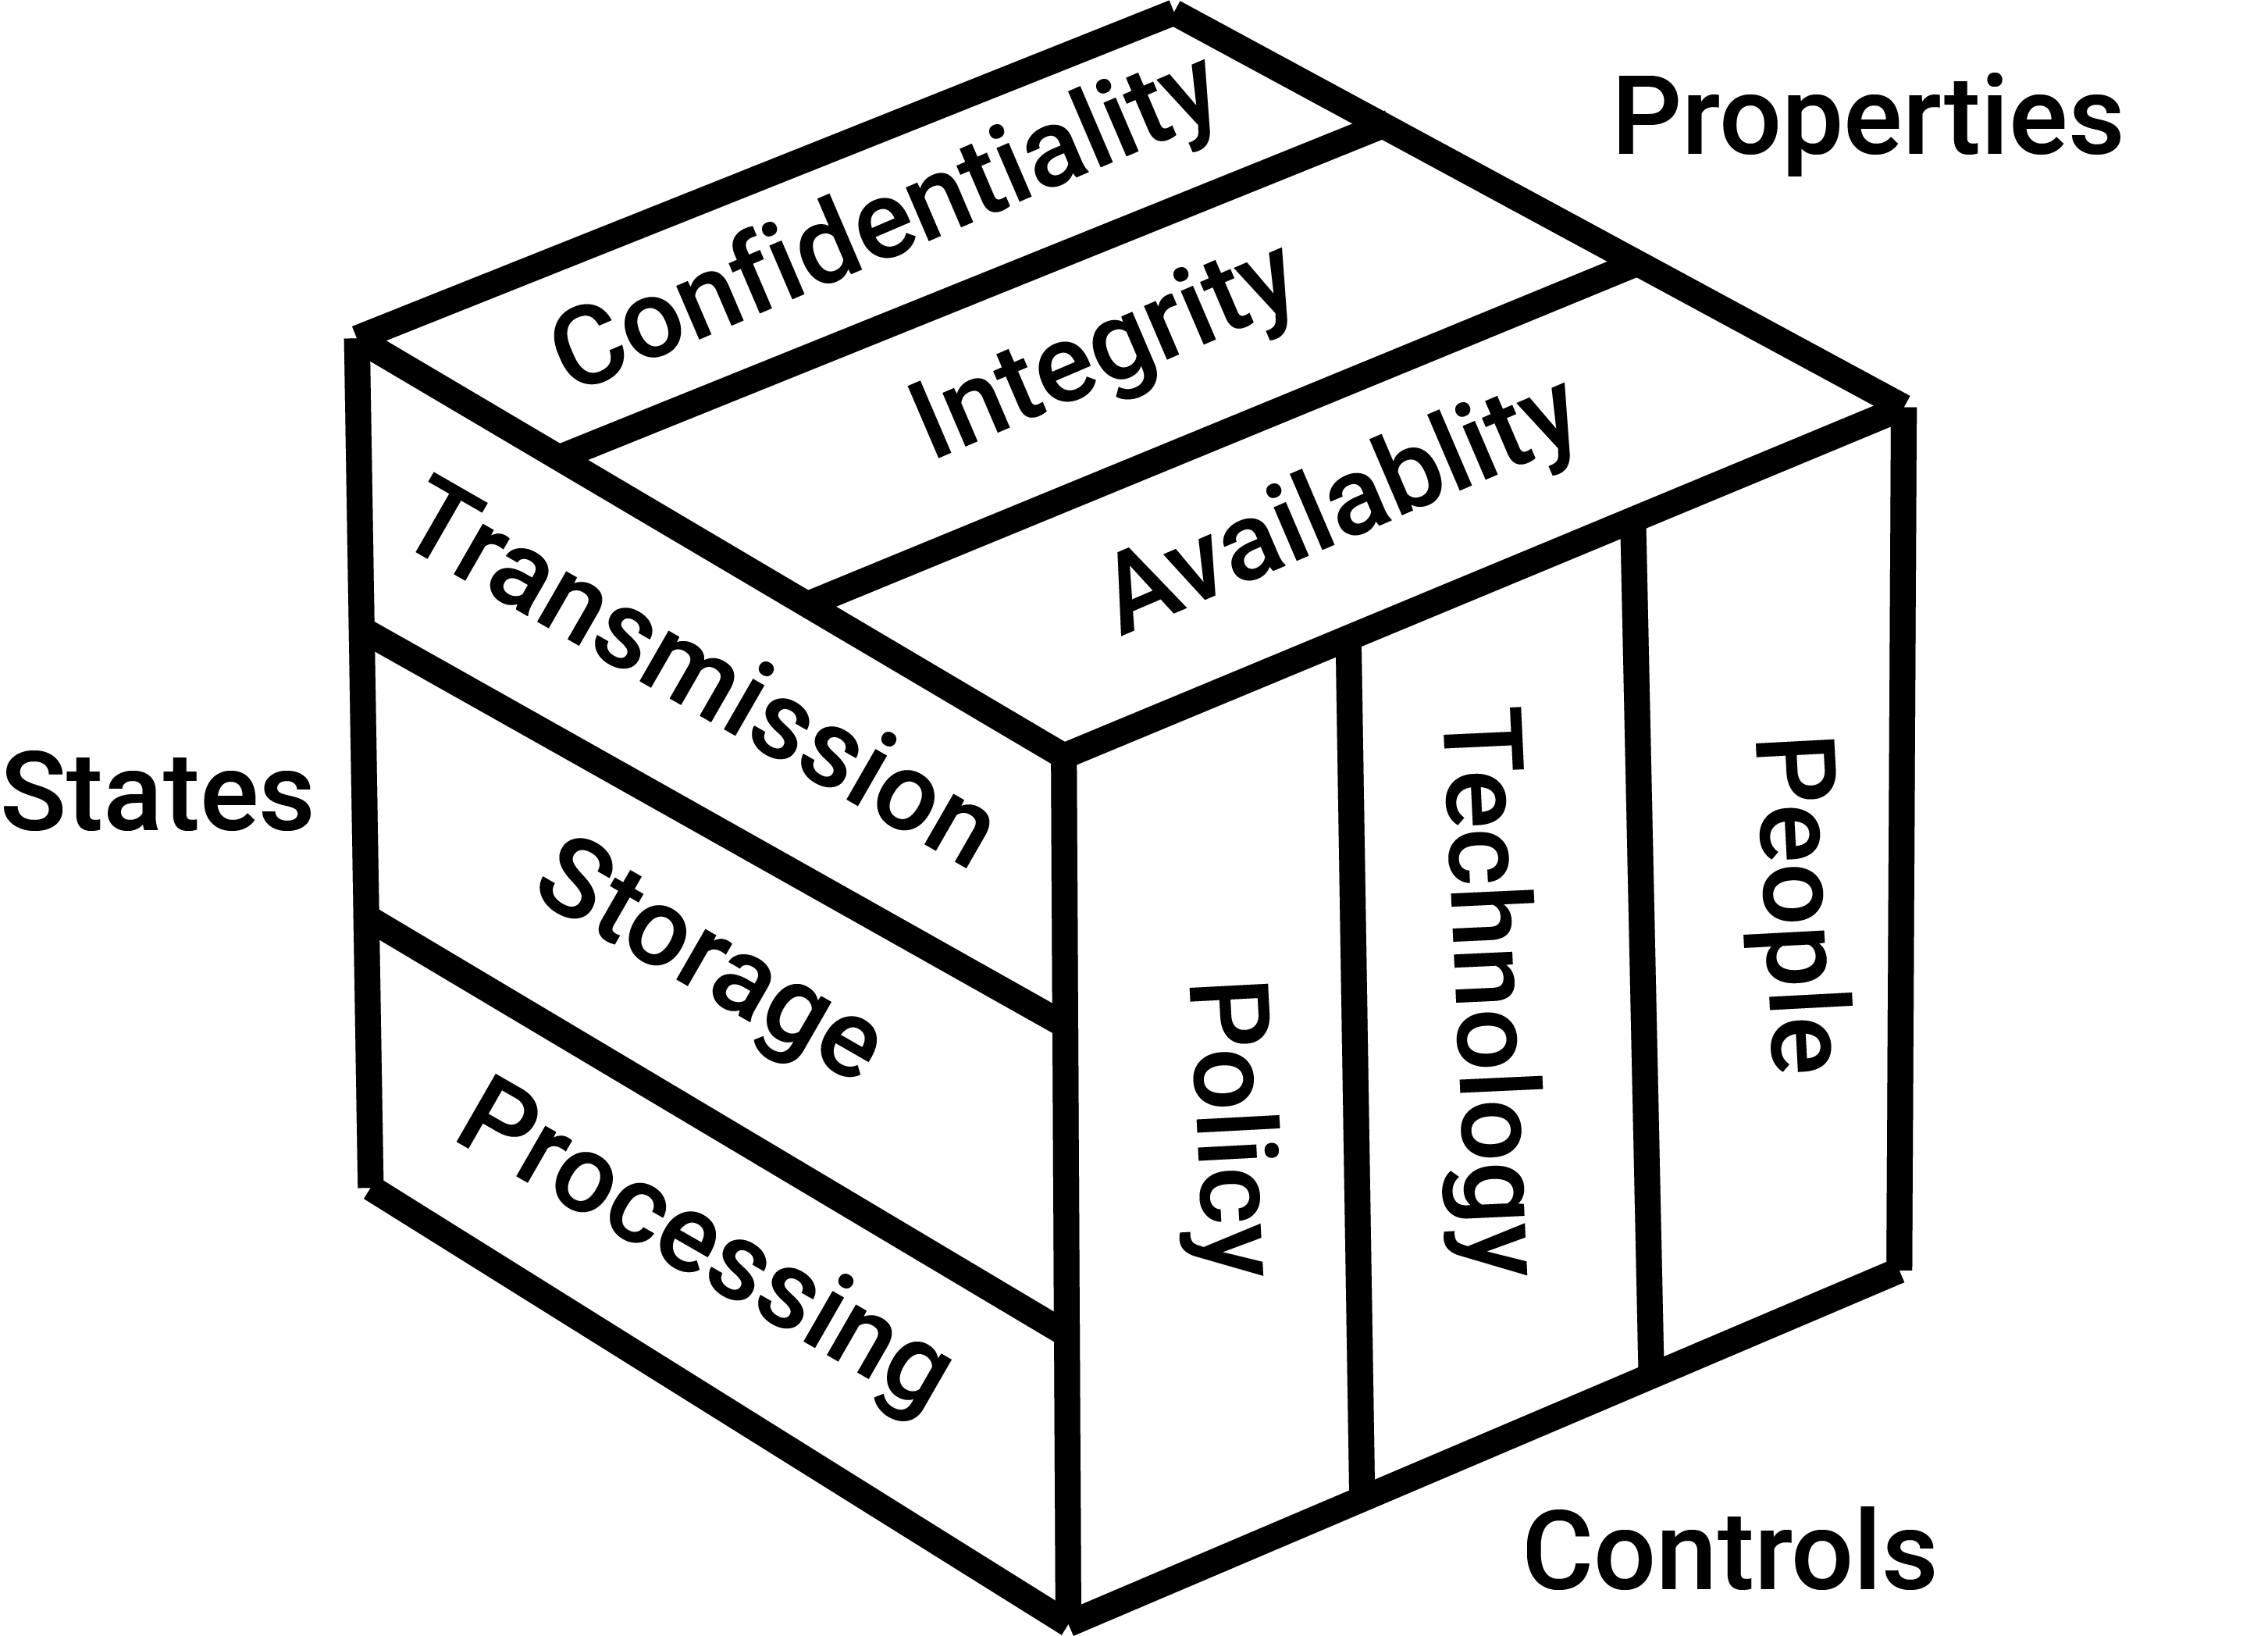 Properties
Confidentiality
Integrity
Availablity
States
Transmission
Storage
Processing
Policy
Technology
People
Controls